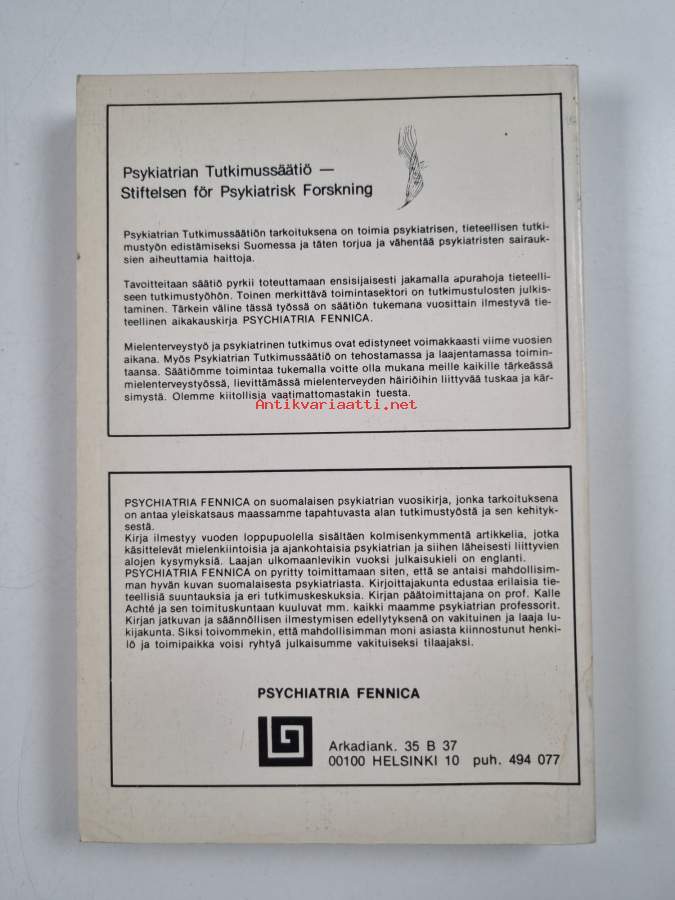 Psykiatrian Tutkimussäätiö —
Stiftelsen för Psykiatrisk Forskning
Psykiatrian Tutkimussäätiön tarkoituksena on toimia psykiatrisen, tieteellisen tutki-
mustyön edistämiseksi Suomessa ja täten torjua ja vähentää psykiatristen sairauk-
sien aiheuttamia haittoja.
Tavoitteitaan säätiö pyrkii toteuttamaan ensisijaisesti jakamalla apurahoja tieteelli-
seen tutkimustyöhön. Toinen merkittävä toimintasektori on tutkimustulosten julkis-
taminen. Tärkein väline tässä työssä on säätiön tukemana vuosittain ilmestyvä tie-
teellinen aikakauskirja PSYCHIATRIA FENNICA.
Mielenterveystyö ja psykiatrinen tutkimus ovat edistyneet voimakkaasti viime vuosien
aikana. Myös Psykiatrian Tutkimussäätiö on tehostamassa ja laajentamassa toimin-
taansa. Säätiömme toimintaa tukemalla voitte olla mukana meille kaikille tärkeässä
mielenterveystyössä, lievittämässä mielenterveyden häiriöihin liittyvää tuskaa ja kär-
simystä. Olemme kiitollisia vaatimattomastakin tuesta.
Antikvariaatti.net
PSYCHIATRIA FENNICA on suomalaisen psykiatrian vuosikirja, jonka tarkoituksena
on antaa yleiskatsaus maassamme tapahtuvasta alan tutkimustyöstä ja sen kehityk-
sestä.
Kirja ilmestyy vuoden loppupuolella sisältäen kolmisenkymmentä artikkelia, jotka
käsittelevät mielenkiintoisia ja ajankohtaisia psykiatrian ja siihen läheisesti liittyvien
alojen kysymyksiä. Laajan ulkomaanlevikin vuoksi julkaisukieli on englanti.
PSYCHIATRIA FENNICA on pyritty toimittamaan siten, että se antaisi mahdollisim-
man hyvän kuvan suomalaisesta psykiatriasta. Kirjoittajakunta edustaa erilaisia tie-
teellisiä suuntauksia ja eri tutkimuskeskuksia. Kirjan päätoimittajana on prof. Kalle
Achté ja sen toimituskuntaan kuuluvat mm. kaikki maamme psykiatrian professorit.
Kirjan jatkuvan ja säännöllisen ilmestymisen edellytyksenä on vakituinen ja laaja lu-
kijakunta. Siksi toivommekin, että mahdollisimman moni asiasta kiinnostunut henki-
lö ja toimipaikka voisi ryhtyä julkaisumme vakituiseksi tilaajaksi.
PSYCHIATRIA FENNICA
Arkadiank. 35 B 37
00100 HELSINKI 10 puh. 494 077